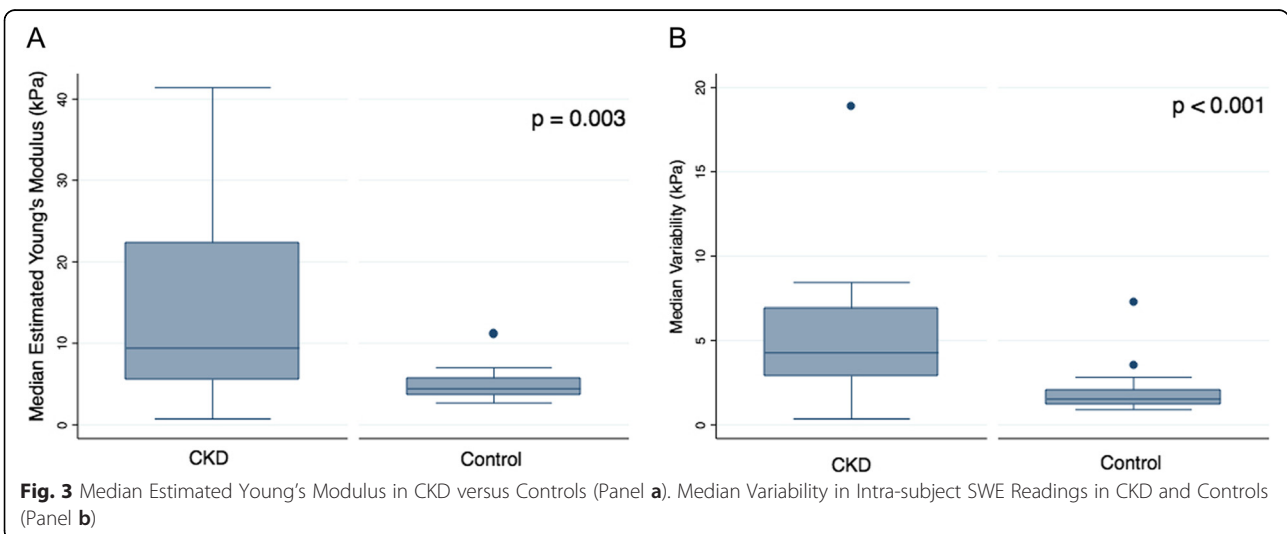 A
B
Median Estimated Young's Modulus (kPa)
40
30
20
10
0
p = 0.003
CKD
Control
Median Variability (kPa)
20
15
10
5
0
p < 0.001
CKD
Control
Fig. 3 Median Estimated Young's Modulus in CKD versus Controls (Panel a). Median Variability in Intra-subject SWE Readings in CKD and Controls
(Panel b)